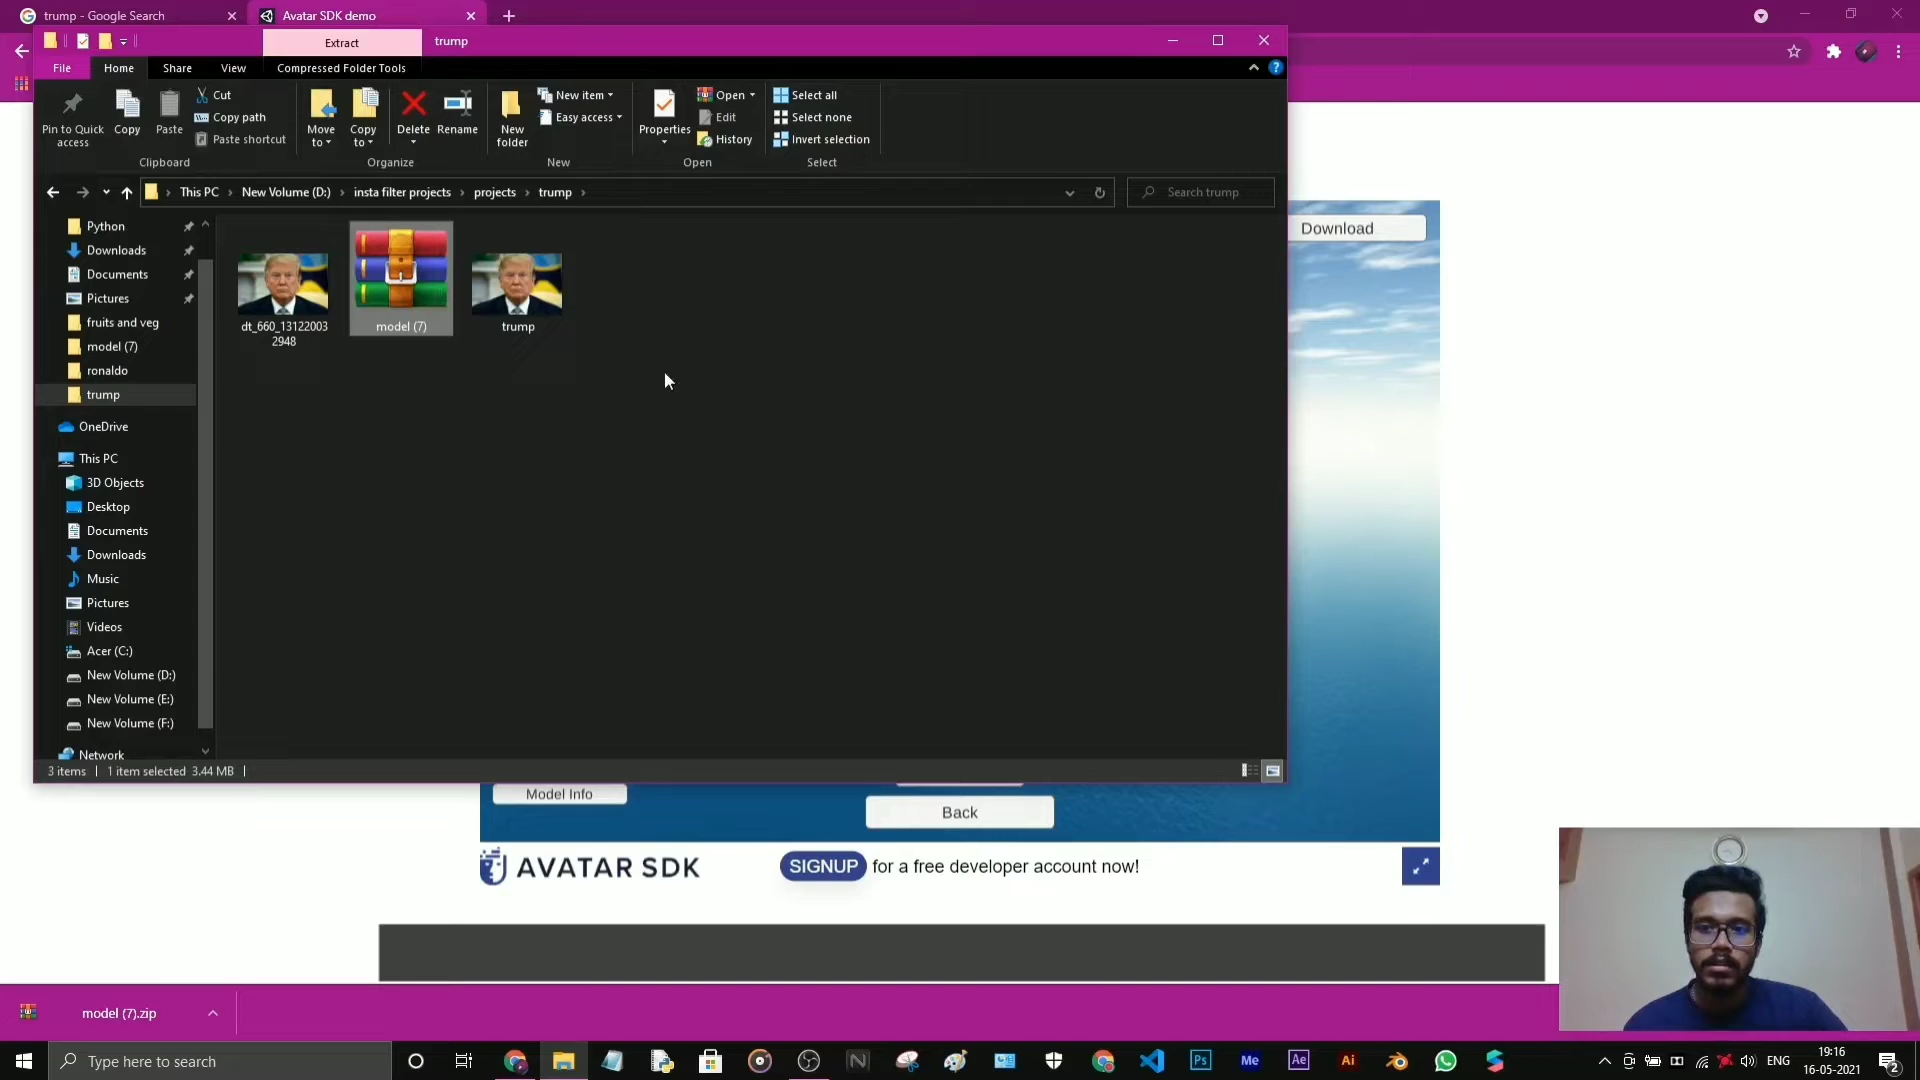 trump - Google Search
Avatar SDK demo
Extract
trump
File
Home
Share
View
Compressed Folder Tools
Pin to Quick
access
Copy
Paste
Cut
Copy path
Paste shortcut
Clipboard
Move
to
Copy
to
Delete
Rename
Organize
New
folder
New item
Easy access
New
Properties
Open
Edit
History
Open
Select all
Select none
Invert selection
Select
This PC
New Volume (D:)
insta filter projects
projects
trump
Search trump
Python
Downloads
Documents
Pictures
fruits and veg
model (7)
ronaldo
trump
OneDrive
This PC
3D Objects
Desktop
Documents
Downloads
Music
Pictures
Videos
Acer (C:)
New Volume (D:)
New Volume (E:)
New Volume (F:)
Network
dt_660_13122003
2948
model (7)
trump
3 items
1 item selected 3.44 MB
Download
Model Info
Back
AVATAR SDK
SIGNUP for a free developer account now!
model (7).zip
Type here to search
N
Ps
Me
Ae
Ai
ENG
19:16
16-05-2021
2